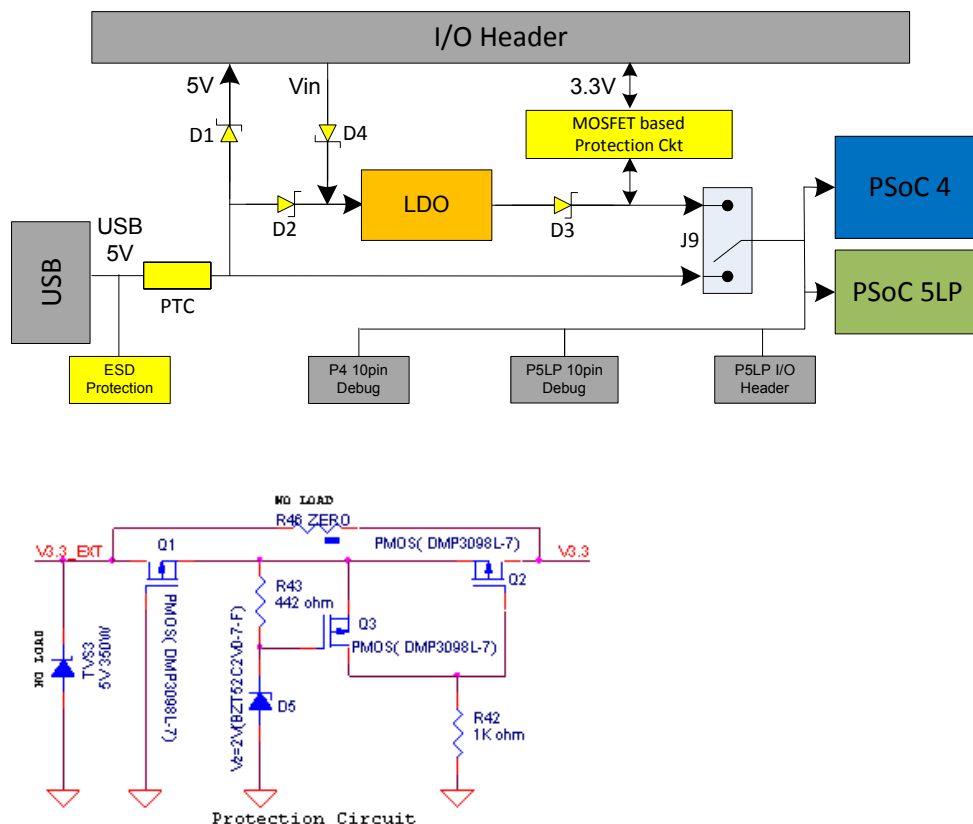 I/O Header
5V
Vin
3.3V
D1
D4
MOSFET based
Protection Ckt
PSoC 4
LDO
D2
D3
J9
USB
USB
5V
PTC
PSoC 5LP
ESD
Protection
P4 10pin
Debug
P5LP 10pin
Debug
P5LP I/O
Header
NO LOAD
R46 ZERO
V3.3_EXT
Q1
PMOS( DMP3098L-7)
V3.3
Q2
R43
442 ohm
Q3
PMOS( DMP3098L-7)
NO LOAD
TVS3
5V 350W
PMOS( DMP3098L-7)
Vz=2V(BZT52C2V0-7-F)
D5
R42
1K ohm
Protection Circuit